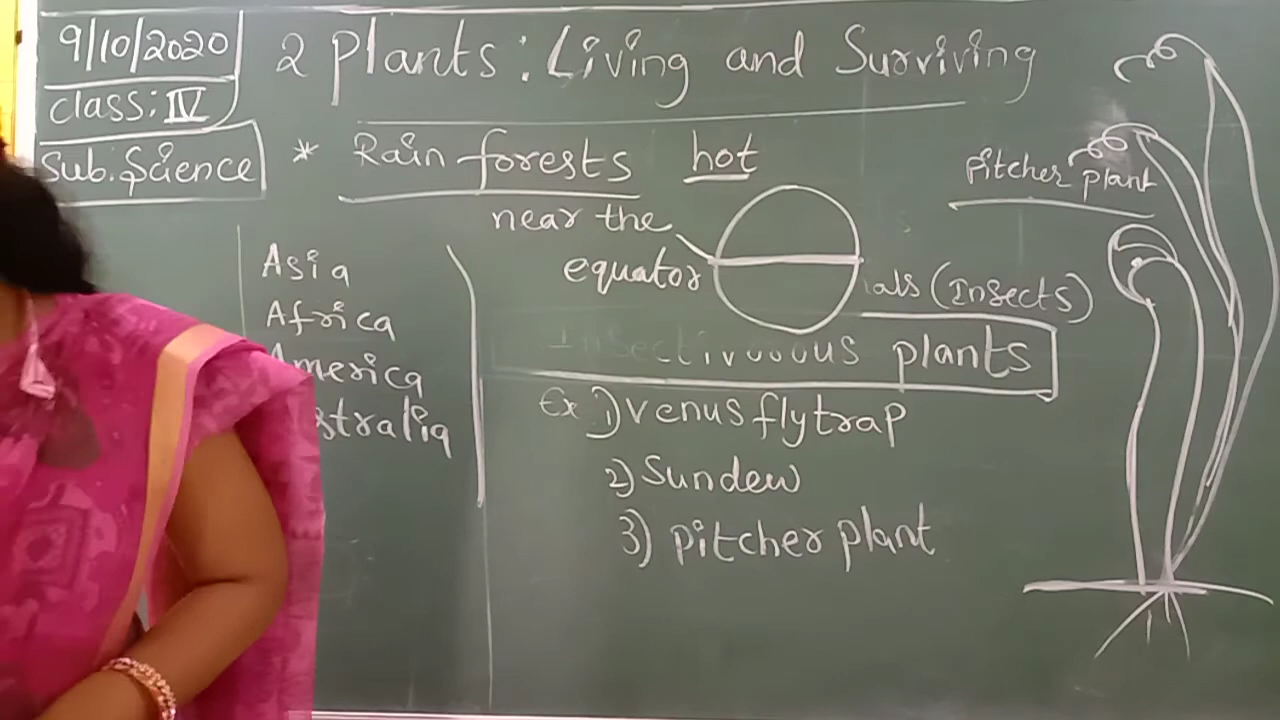 9/10/2020
class: IV
Sub. Science
2 Plants: Living and Surviving
* Rain forests hot
near the
equator
Asia
Africa
America
stralia
als (Insects)
Insectivorous plants
Ex 1) Venus flytrap
2) Sundew
3) Pitcher plant
Pitcher plant